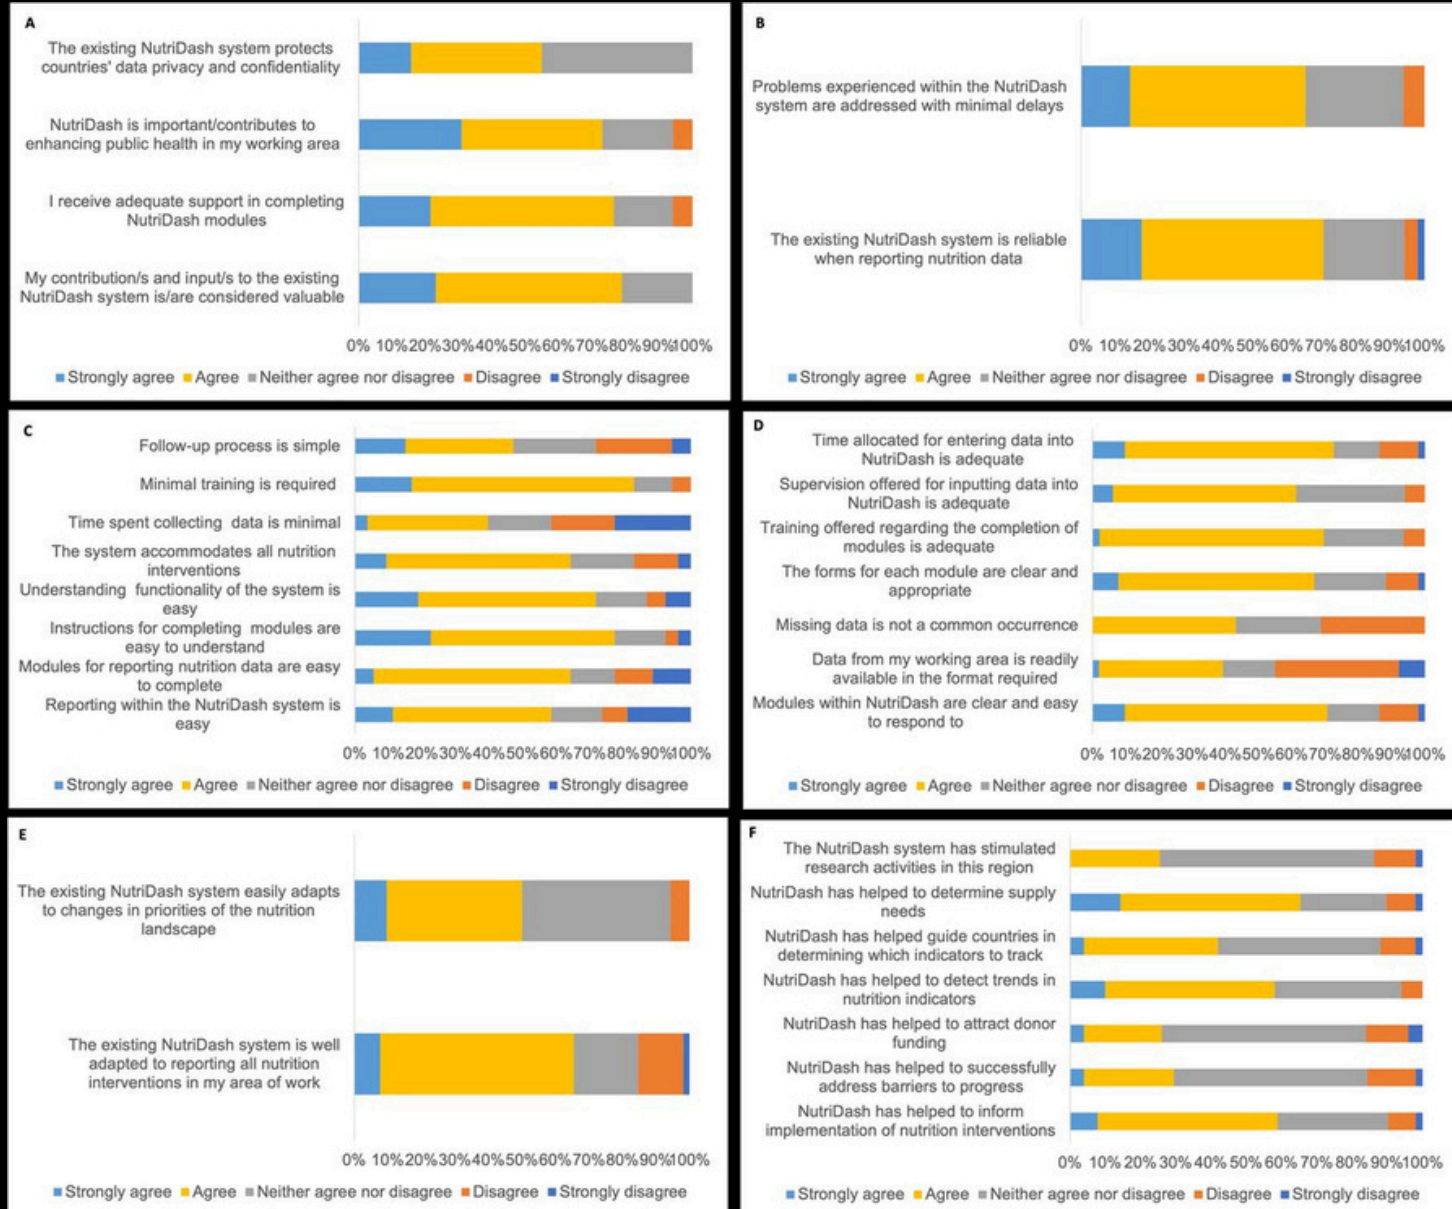 A
The existing NutriDash system protects
countries' data privacy and confidentiality
NutriDash is important/contributes to
enhancing public health in my working area
I receive adequate support in completing
NutriDash modules
My contribution/s and input/s to the existing
NutriDash system is/are considered valuable
0% 10%20%30%40%50%60%70%80%90%100%
Strongly agree Agree Neither agree nor disagree Disagree Strongly disagree
B
Problems experienced within the NutriDash
system are addressed with minimal delays
The existing NutriDash system is reliable
when reporting nutrition data
0% 10%20%30%40%50%60%70%80%90%100%
Strongly agree Agree Neither agree nor disagree Disagree Strongly disagree
C
Follow-up process is simple
Minimal training is required
Time spent collecting data is minimal
The system accommodates all nutrition
interventions
Understanding functionality of the system is
easy
Instructions for completing modules are
easy to understand
Modules for reporting nutrition data are easy
to complete
Reporting within the NutriDash system is
easy
0% 10%20%30%40%50%60%70%80%90%100%
Strongly agree Agree Neither agree nor disagree Disagree Strongly disagree
D
Time allocated for entering data into
NutriDash is adequate
Supervision offered for inputting data into
NutriDash is adequate
Training offered regarding the completion of
modules is adequate
The forms for each module are clear and
appropriate
Missing data is not a common occurrence
Data from my working area is readily
available in the format required
Modules within NutriDash are clear and easy
to respond to
0% 10%20%30%40%50%60%70%80%90%100%
Strongly agree Agree Neither agree nor disagree Disagree Strongly disagree
E
The existing NutriDash system easily adapts
to changes in priorities of the nutrition
landscape
The existing NutriDash system is well
adapted to reporting all nutrition
interventions in my area of work
0% 10%20%30%40%50%60%70%80%90%100%
Strongly agree Agree Neither agree nor disagree Disagree Strongly disagree
F
The NutriDash system has stimulated
research activities in this region
NutriDash has helped to determine supply
needs
NutriDash has helped guide countries in
determining which indicators to track
NutriDash has helped to detect trends in
nutrition indicators
NutriDash has helped to attract donor
funding
NutriDash has helped to successfully
address barriers to progress
NutriDash has helped to inform
implementation of nutrition interventions
0% 10%20%30%40%50%60%70%80%90%100%
Strongly agree Agree Neither agree nor disagree Disagree Strongly disagree